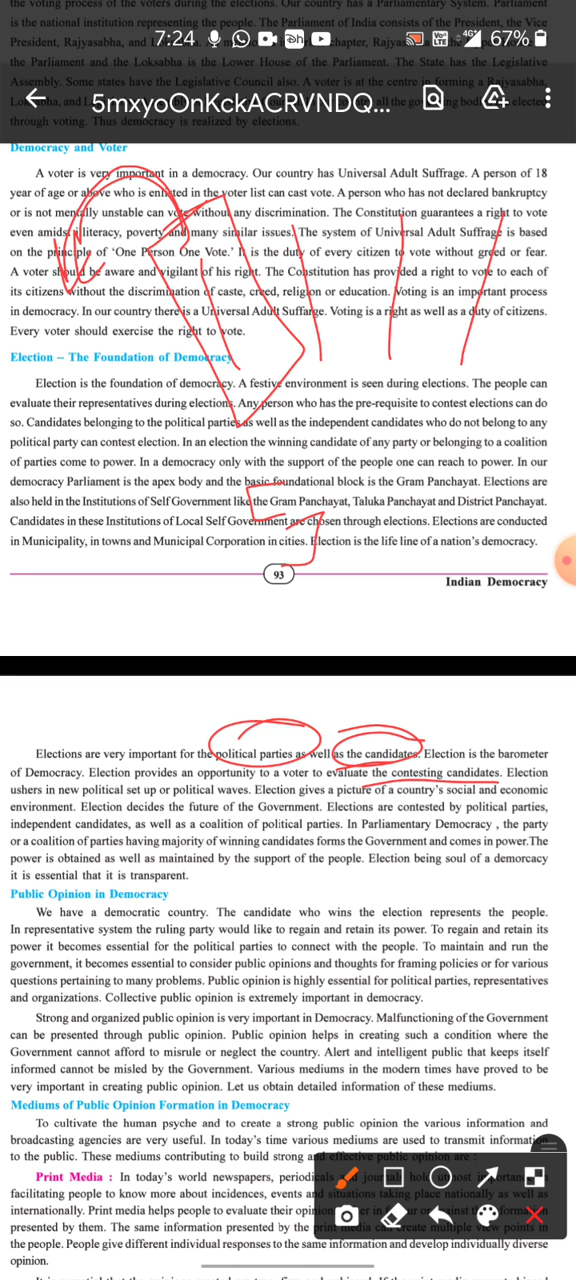 the voting process of the voters during the elections. Our country has a Parliamentary System. Parliament
is the national institution representing the people. The Parliament of India consists of the President, the Vice
President, Rajyasabha, and
7:24
67%
chapter, Rajyas
the Parliament and the Loksabha is the Lower House of the Parliament. The State has the Legislative
Assembly. Some states have the Legislative Council also. A voter is at the centre in forming a Rajyasabha,
5mxyoOnKckACRVNDQ...
through voting. Thus democracy is realized by elections.
Democracy and Voter
A voter is very important in a democracy. Our country has Universal Adult Suffrage. A person of 18
year of age or above who is enlisted in the voter list can cast vote. A person who has not declared bankruptcy
or is not mentally unstable can vote without any discrimination. The Constitution guarantees a right to vote
even amidst illiteracy, poverty and many similar issues. The system of Universal Adult Suffrage is based
on the principle of ‘One Person One Vote.’ It is the duty of every citizen to vote without greed or fear.
A voter should be aware and vigilant of his right. The Constitution has provided a right to vote to each of
its citizens without the discrimination of caste, creed, religion or education. Voting is an important process
in democracy. In our country there is a Universal Adult Suffarge. Voting is a right as well as a duty of citizens.
Every voter should exercise the right to vote.
Election – The Foundation of Democracy
Election is the foundation of democracy. A festive environment is seen during elections. The people can
evaluate their representatives during elections. Any person who has the pre-requisite to contest elections can do
so. Candidates belonging to the political parties as well as the independent candidates who do not belong to any
political party can contest election. In an election the winning candidate of any party or belonging to a coalition
of parties come to power. In a democracy only with the support of the people one can reach to power. In our
democracy Parliament is the apex body and the basic foundational block is the Gram Panchayat. Elections are
also held in the Institutions of Self Government like the Gram Panchayat, Taluka Panchayat and District Panchayat.
Candidates in these Institutions of Local Self Government are chosen through elections. Elections are conducted
in Municipality, in towns and Municipal Corporation in cities. Election is the life line of a nation’s democracy.
93
Indian Democracy
Elections are very important for the political parties as well as the candidates. Election is the barometer
of Democracy. Election provides an opportunity to a voter to evaluate the contesting candidates. Election
ushers in new political set up or political waves. Election gives a picture of a country’s social and economic
environment. Election decides the future of the Government. Elections are contested by political parties,
independent candidates, as well as a coalition of political parties. In Parliamentary Democracy , the party
or a coalition of parties having majority of winning candidates forms the Government and comes in power.The
power is obtained as well as maintained by the support of the people. Election being soul of a demorcacy
it is essential that it is transparent.
Public Opinion in Democracy
We have a democratic country. The candidate who wins the election represents the people.
In representative system the ruling party would like to regain and retain its power. To regain and retain its
power it becomes essential for the political parties to connect with the people. To maintain and run the
government, it becomes essential to consider public opinions and thoughts for framing policies or for various
questions pertaining to many problems. Public opinion is highly essential for political parties, representatives
and organizations. Collective public opinion is extremely important in democracy.
Strong and organized public opinion is very important in Democracy. Malfunctioning of the Government
can be presented through public opinion. Public opinion helps in creating such a condition where the
Government cannot afford to misrule or neglect the country. Alert and intelligent public that keeps itself
informed cannot be misled by the Government. Various mediums in the modern times have proved to be
very important in creating public opinion. Let us obtain detailed information of these mediums.
Mediums of Public Opinion Formation in Democracy
To cultivate the human psyche and to create a strong public opinion the various information and
broadcasting agencies are very useful. In today’s time various mediums are used to transmit information
to the public. These mediums contributing to build strong and effective public opinion are :
Print Media : In today’s world newspapers, periodicals and journals hold utmost importance in
facilitating people to know more about incidences, events and situations taking place nationally as well as
internationally. Print media helps people to evaluate their opinion
presented by them. The same information presented by the print media can create multiple view points in
the people. People give different individual responses to the same information and develop individually diverse
opinion.